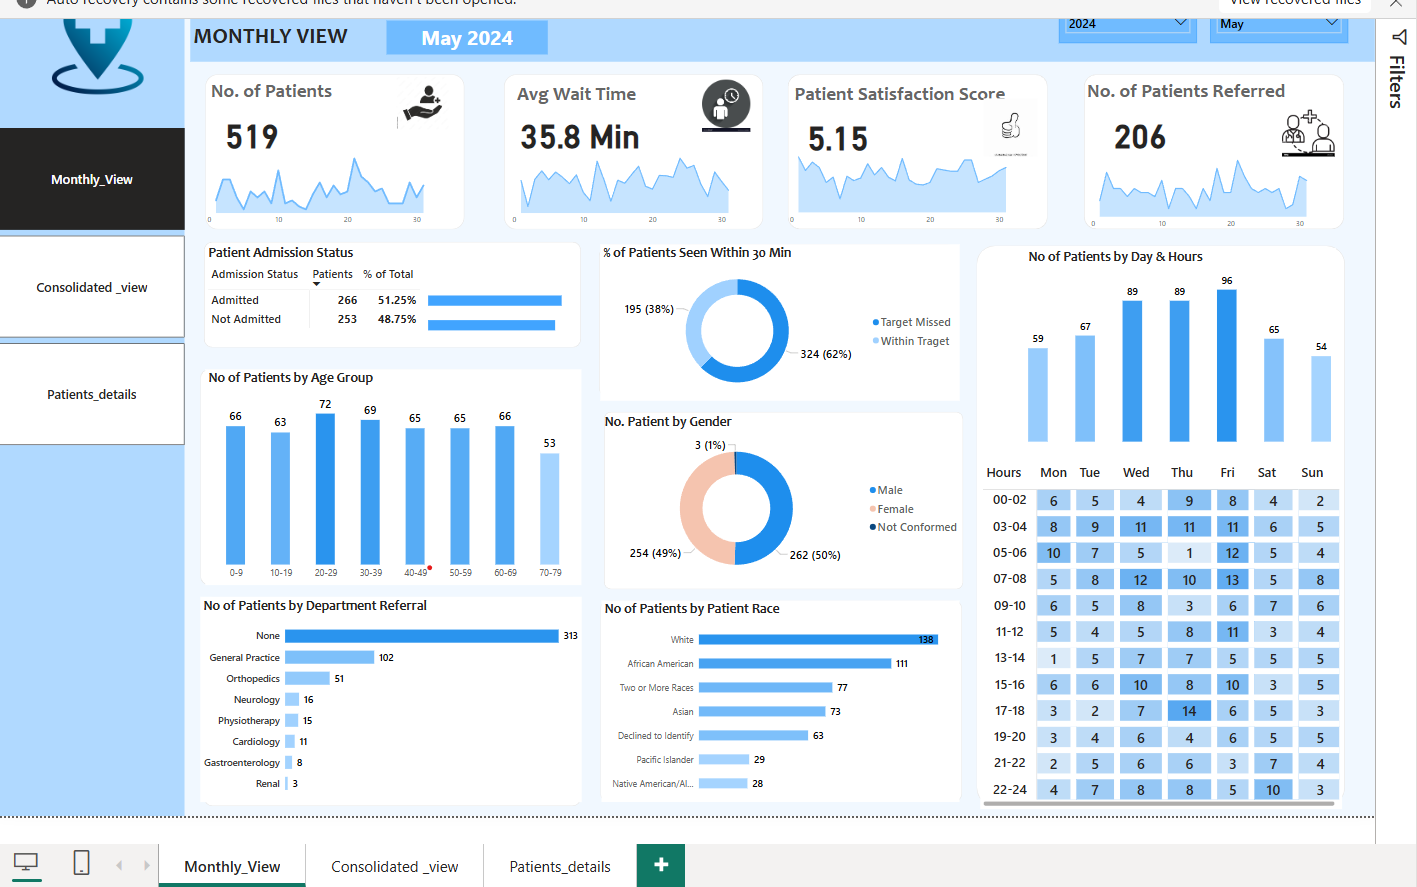 Auto recovery contains some recovered files that haven't been opened.
View recovered files
MONTHLY VIEW
May 2024
2024
May
Filters
Monthly_View
Consolidated _view
Patients_details
No. of Patients
519
0 10 20 30
Avg Wait Time
35.8 Min
0 10 20 30
Patient Satisfaction Score
5.15
0 10 20 30
No. of Patients Referred
206
0 10 20 30
Patient Admission Status
Admission Status Patients % of Total
Admitted 266 51.25%
Not Admitted 253 48.75%
% of Patients Seen Within 30 Min
195 (38%)
324 (62%)
Target Missed
Within Traget
No of Patients by Age Group
66 63 72 69 65 65 66 53
0-9 10-19 20-29 30-39 40-49 50-59 60-69 70-79
No. Patient by Gender
3 (1%)
254 (49%)
262 (50%)
Male
Female
Not Conformed
No of Patients by Department Referral
None 313
General Practice 102
Orthopedics 51
Neurology 16
Physiotherapy 15
Cardiology 11
Gastroenterology 8
Renal 3
No of Patients by Patient Race
White 138
African American 111
Two or More Races 77
Asian 73
Declined to Identify 63
Pacific Islander 29
Native American/Al... 28
No of Patients by Day & Hours
59 67 89 89 96 65 54
Hours Mon Tue Wed Thu Fri Sat Sun
00-02 6 5 4 9 8 4 2
03-04 8 9 11 11 11 6 5
05-06 10 7 5 1 12 5 4
07-08 5 8 12 10 13 5 8
09-10 6 5 8 3 6 7 6
11-12 5 4 5 8 11 3 4
13-14 1 5 7 7 5 5 5
15-16 6 6 10 8 10 3 5
17-18 3 2 7 14 6 5 3
19-20 3 4 6 4 6 5 5
21-22 2 5 6 6 3 7 4
22-24 4 7 8 8 5 10 3
Monthly_View
Consolidated _view
Patients_details
+